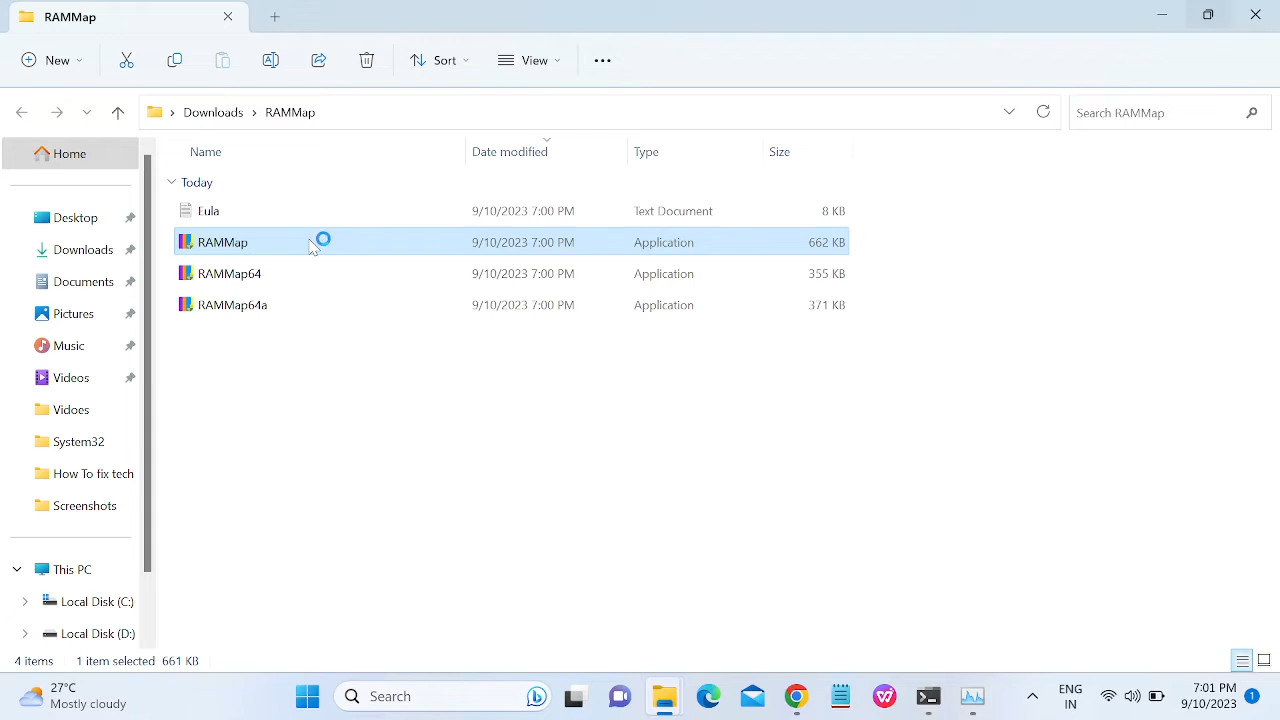 RAMMap
New
Sort
View
Downloads
RAMMap
Search RAMMap
Home
Name
Date modified
Type
Size
Today
Desktop
Eula
9/10/2023 7:00 PM
Text Document
8 KB
Downloads
RAMMap
9/10/2023 7:00 PM
Application
662 KB
Documents
RAMMap64
9/10/2023 7:00 PM
Application
355 KB
Pictures
RAMMap64a
9/10/2023 7:00 PM
Application
371 KB
Music
Videos
Vidoes
System32
How To fix tech
Screenshots
This PC
Local Disk (C:)
Local Disk (D:)
4 items
1 item selected 661 KB
27°C
Mostly cloudy
Search
ENG
IN
7:01 PM
9/10/2023
1